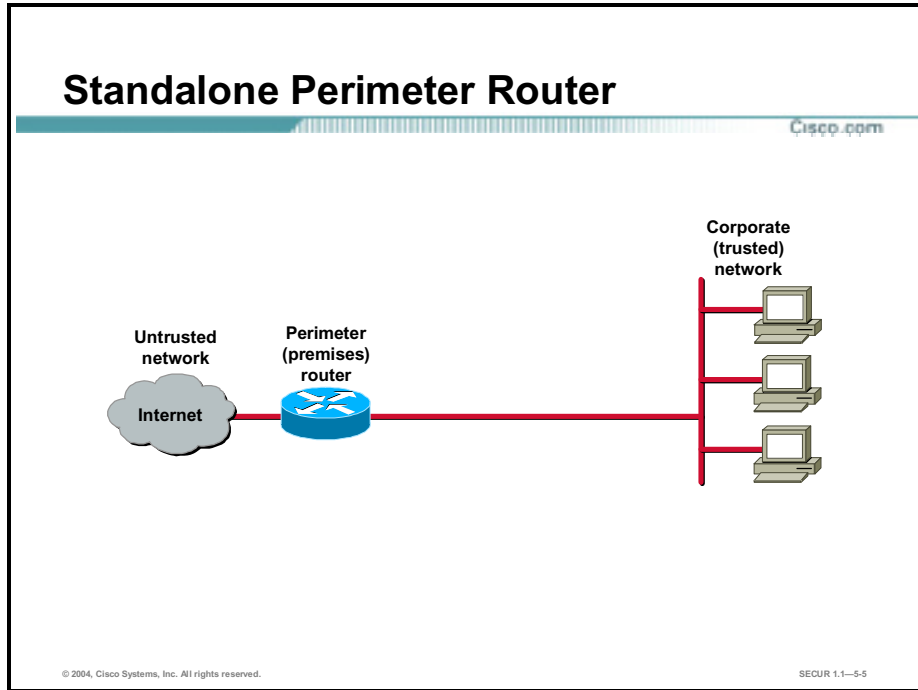 Standalone Perimeter Router
Cisco.com
Corporate
(trusted)
network
Untrusted
network
Perimeter
(premises)
router
Internet
© 2004, Cisco Systems, Inc. All rights reserved.
SECUR 1.1—5-5